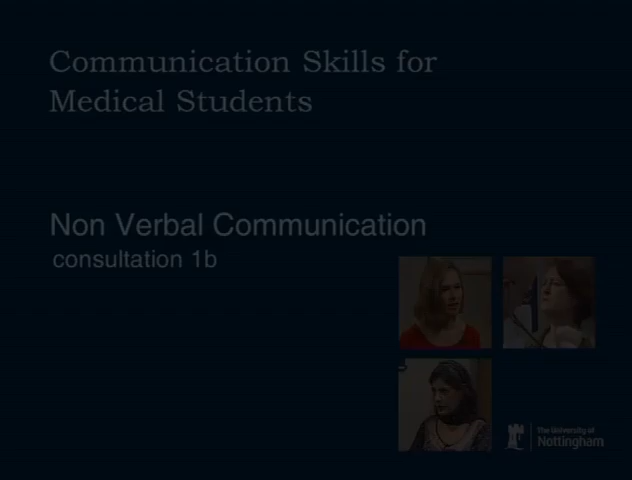 Communication Skills for
Medical Students
Non Verbal Communication
consultation 1b
The University of
Nottingham